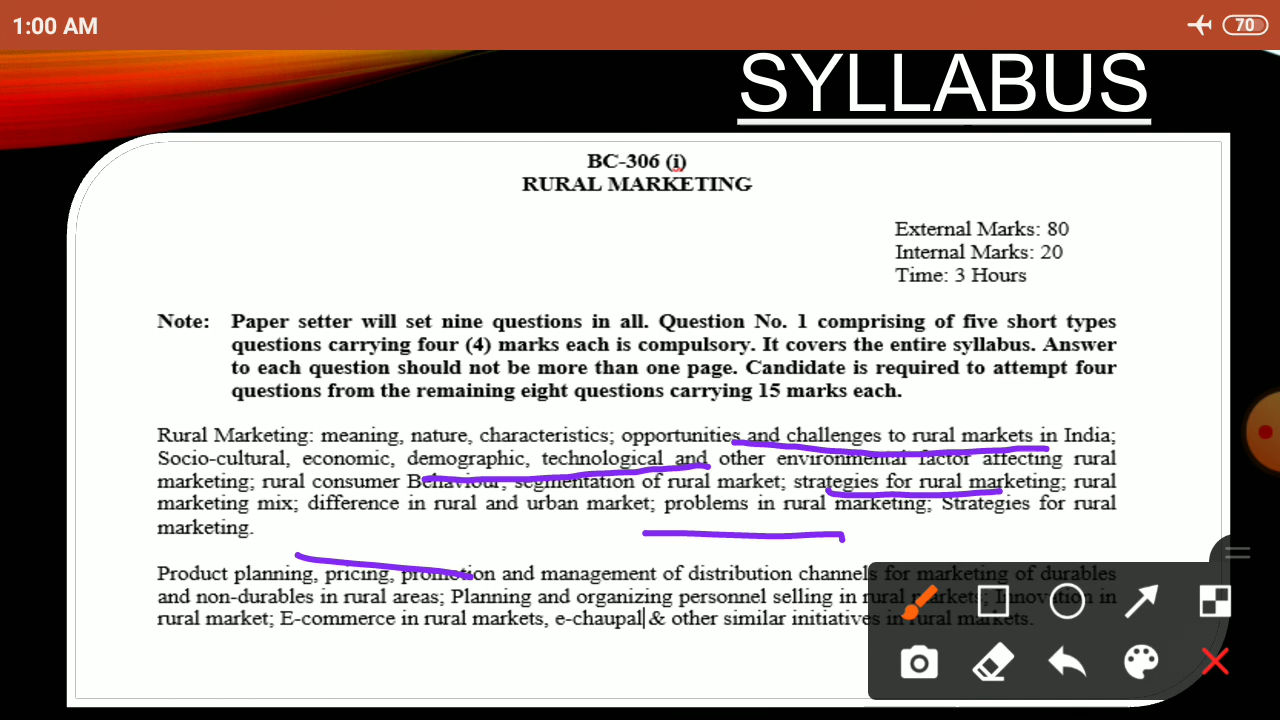 1:00 AM
70
SYLLABUS
BC-306 (i)
RURAL MARKETING
External Marks: 80
Internal Marks: 20
Time: 3 Hours
Note: Paper setter will set nine questions in all. Question No. 1 comprising of five short types
questions carrying four (4) marks each is compulsory. It covers the entire syllabus. Answer
to each question should not be more than one page. Candidate is required to attempt four
questions from the remaining eight questions carrying 15 marks each.
Rural Marketing: meaning, nature, characteristics; opportunities and challenges to rural markets in India;
Socio-cultural, economic, demographic, technological and other environmental factor affecting rural
marketing; rural consumer Behaviour, segmentation of rural market; strategies for rural marketing; rural
marketing mix; difference in rural and urban market; problems in rural marketing; Strategies for rural
marketing.
Product planning, pricing, promotion and management of distribution channels for marketing of durables
and non-durables in rural areas; Planning and organizing personnel selling in rural markets; Innovation in
rural market; E-commerce in rural markets, e-chaupal & other similar initiatives in rural markets.